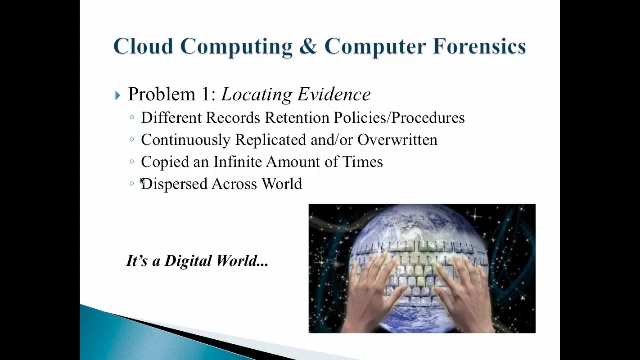 Cloud Computing & Computer Forensics
Problem 1: Locating Evidence
Different Records Retention Policies/Procedures
Continuously Replicated and/or Overwritten
Copied an Infinite Amount of Times
Dispersed Across World
It's a Digital World...